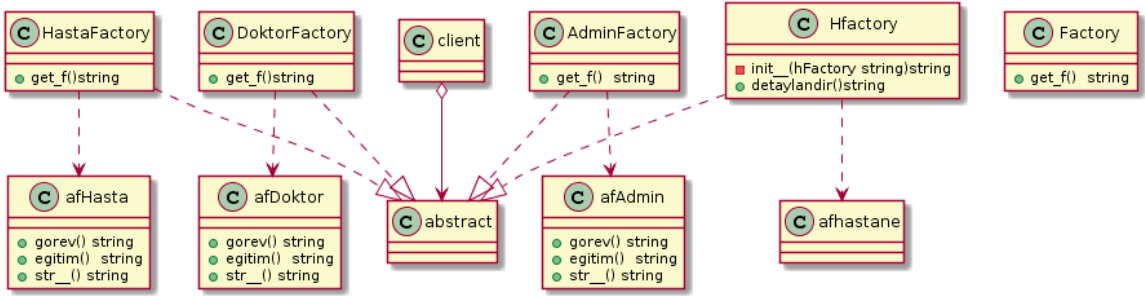 C HastaFactory
get_f()string
C DoktorFactory
get_f()string
C client
C AdminFactory
get_f() string
C Hfactory
init__(hFactory string)string
detaylandir()string
C Factory
get_f() string
C afHasta
gorev() string
egitim() string
str__() string
C afDoktor
gorev() string
egitim() string
str__() string
C abstract
C afAdmin
gorev() string
egitim() string
str__() string
C afhastane